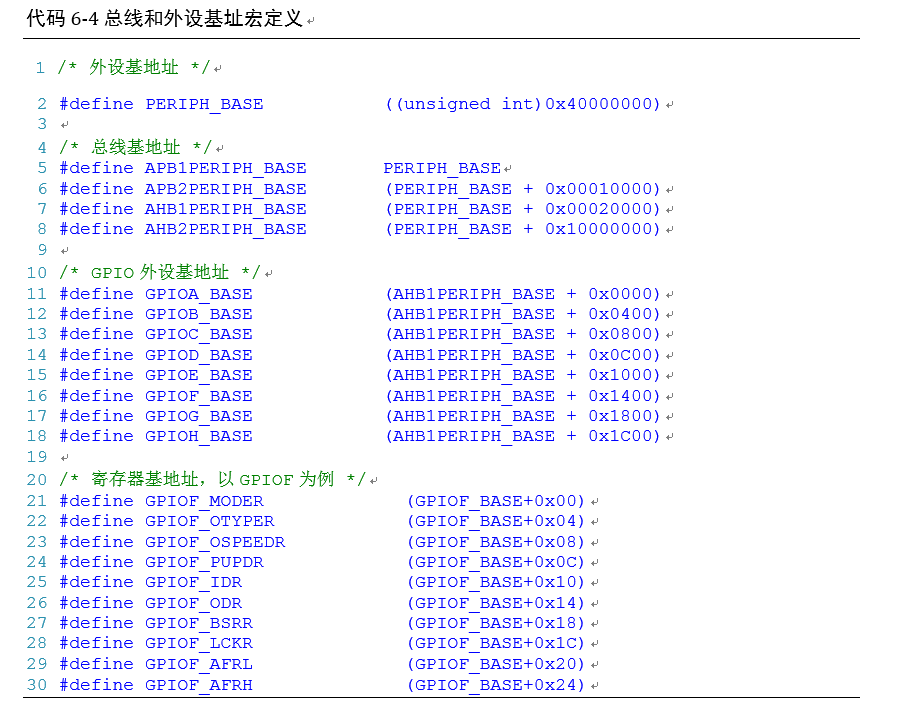 代码 6-4 总线和外设基址宏定义
1 /* 外设基地址 */
2 #define PERIPH_BASE ((unsigned int)0x40000000)
3
4 /* 总线基地址 */
5 #define APB1PERIPH_BASE PERIPH_BASE
6 #define APB2PERIPH_BASE (PERIPH_BASE + 0x00010000)
7 #define AHB1PERIPH_BASE (PERIPH_BASE + 0x00020000)
8 #define AHB2PERIPH_BASE (PERIPH_BASE + 0x10000000)
9
10 /* GPIO 外设基地址 */
11 #define GPIOA_BASE (AHB1PERIPH_BASE + 0x0000)
12 #define GPIOB_BASE (AHB1PERIPH_BASE + 0x0400)
13 #define GPIOC_BASE (AHB1PERIPH_BASE + 0x0800)
14 #define GPIOD_BASE (AHB1PERIPH_BASE + 0x0C00)
15 #define GPIOE_BASE (AHB1PERIPH_BASE + 0x1000)
16 #define GPIOF_BASE (AHB1PERIPH_BASE + 0x1400)
17 #define GPIOG_BASE (AHB1PERIPH_BASE + 0x1800)
18 #define GPIOH_BASE (AHB1PERIPH_BASE + 0x1C00)
19
20 /* 寄存器基地址，以 GPIOF 为例 */
21 #define GPIOF_MODER (GPIOF_BASE+0x00)
22 #define GPIOF_OTYPER (GPIOF_BASE+0x04)
23 #define GPIOF_OSPEEDR (GPIOF_BASE+0x08)
24 #define GPIOF_PUPDR (GPIOF_BASE+0x0C)
25 #define GPIOF_IDR (GPIOF_BASE+0x10)
26 #define GPIOF_ODR (GPIOF_BASE+0x14)
27 #define GPIOF_BSRR (GPIOF_BASE+0x18)
28 #define GPIOF_LCKR (GPIOF_BASE+0x1C)
29 #define GPIOF_AFRL (GPIOF_BASE+0x20)
30 #define GPIOF_AFRH (GPIOF_BASE+0x24)